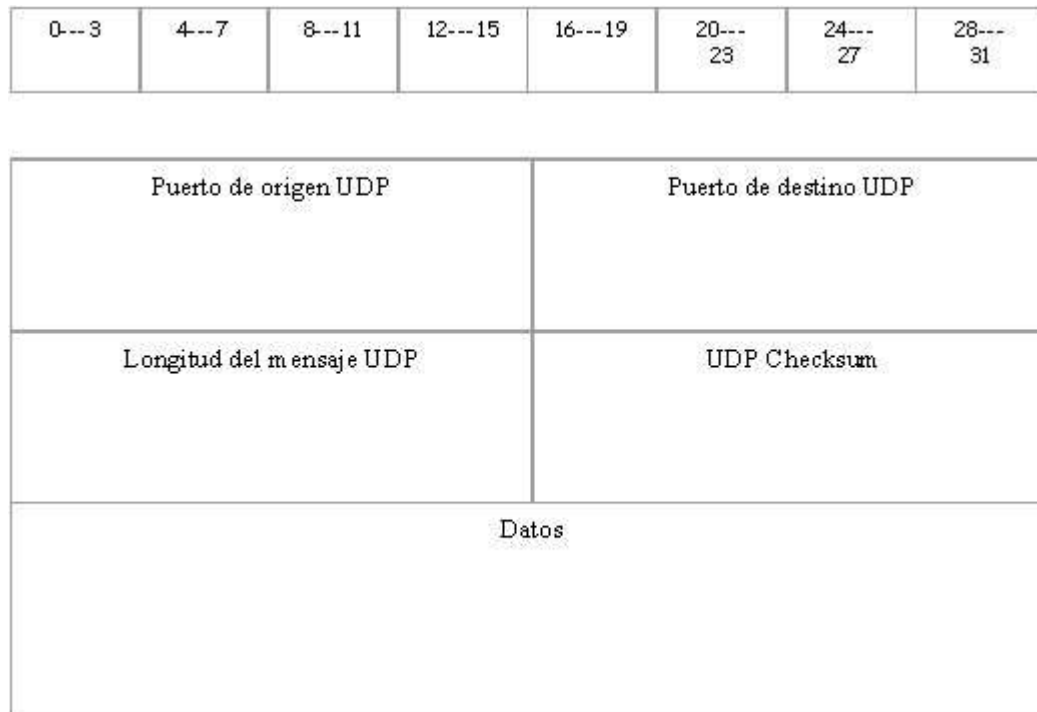 0---3 4---7 8---11 12---15 16---19 20--- 24--- 28---
23 27 31
Puerto de origen UDP Puerto de destino UDP
Longitud del mensaje UDP UDP Checksum
Datos